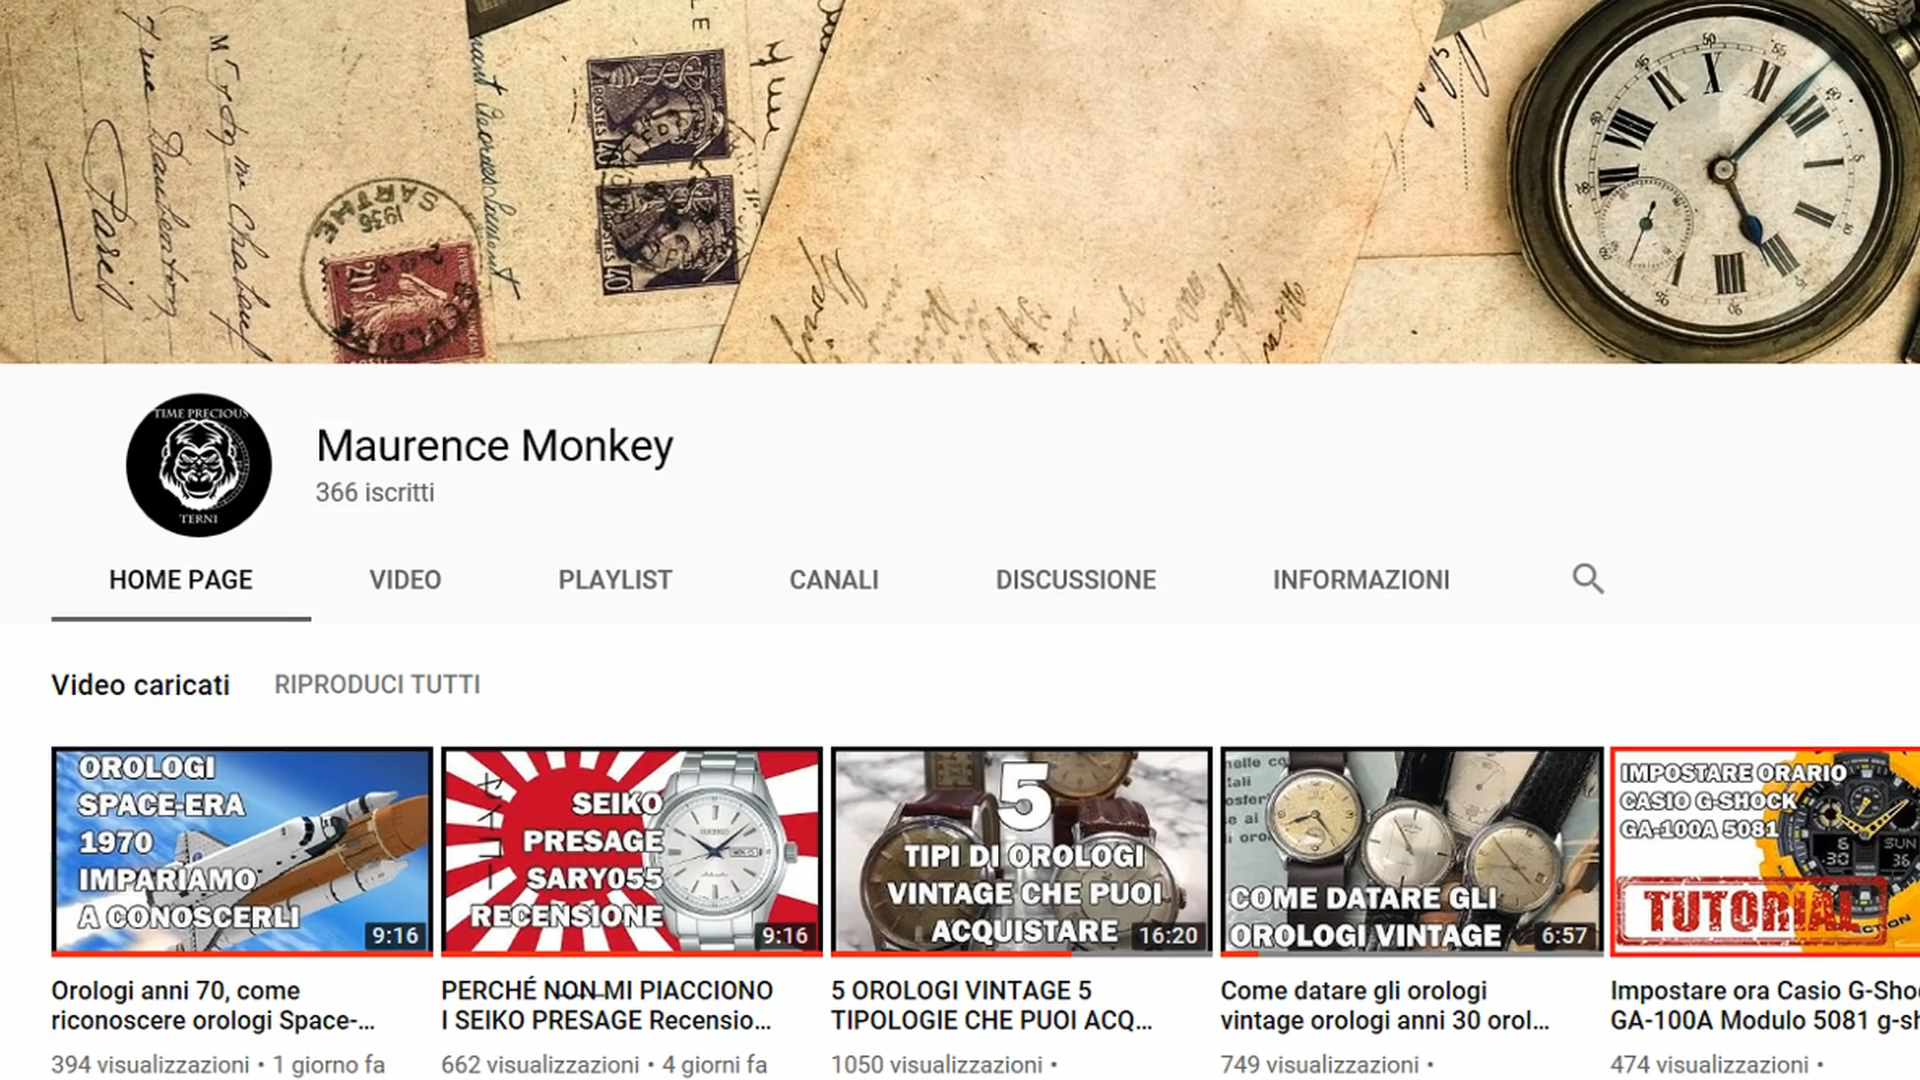 1936
SARTHE
POSTES
POSTES
TIME PRECIOUS
TERNI
Maurence Monkey
366 iscritti
HOME PAGE
VIDEO
PLAYLIST
CANALI
DISCUSSIONE
INFORMAZIONI
Video caricati
RIPRODUCI TUTTI
OROLOGI
SPACE-ERA
1970
IMPARIAMO
A CONOSCERLI
9:16
SEIKO
PRESAGE
SARY055
RECENSIONE
9:16
5
TIPI DI OROLOGI
VINTAGE CHE PUOI
ACQUISTARE
16:20
COME DATARE GLI
OROLOGI VINTAGE
6:57
IMPOSTARE ORARIO
CASIO G-SHOCK
GA-100A 5081
TUTORIAL
Orologi anni 70, come
riconoscere orologi Space-...
394 visualizzazioni • 1 giorno fa
PERCHÉ NON MI PIACCIONO
I SEIKO PRESAGE Recensio...
662 visualizzazioni • 4 giorni fa
5 OROLOGI VINTAGE 5
TIPOLOGIE CHE PUOI ACQ...
1050 visualizzazioni •
Come datare gli orologi
vintage orologi anni 30 orol...
749 visualizzazioni •
Impostare ora Casio G-Sho
GA-100A Modulo 5081 g-sh
474 visualizzazioni •